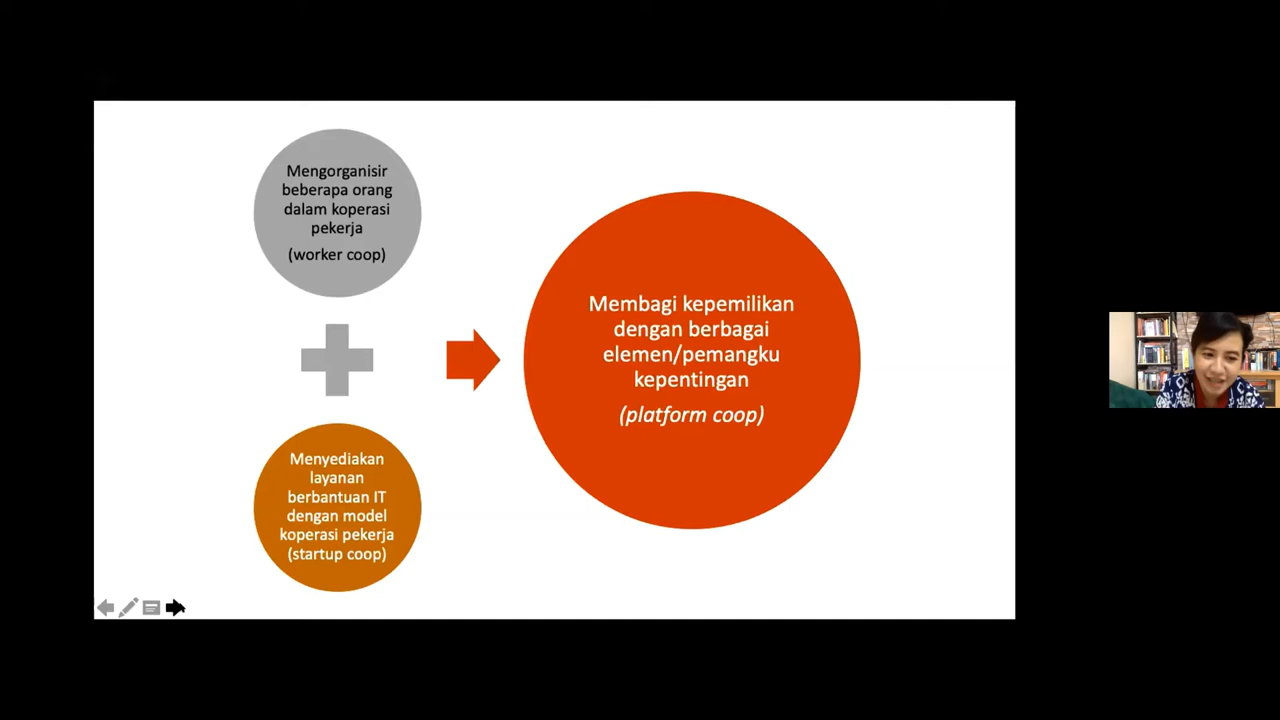 Mengorganisir
beberapa orang
dalam koperasi
pekerja
(worker coop)
Menyediakan
layanan
berbantuan IT
dengan model
koperasi pekerja
(startup coop)
Membagi kepemilikan
dengan berbagai
elemen/pemangku
kepentingan
(platform coop)